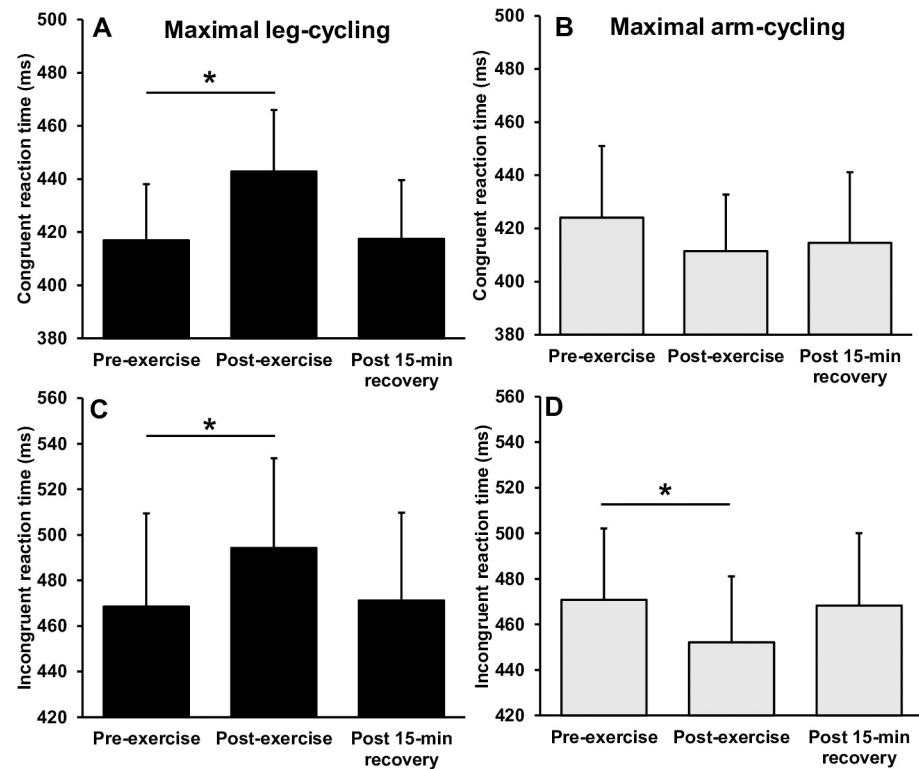 A
Maximal leg-cycling
Congruent reaction time (ms)
500
480
460
440
420
400
380
*
Pre-exercise
Post-exercise
Post 15-min
recovery
B
Maximal arm-cycling
Congruent reaction time (ms)
500
480
460
440
420
400
380
Pre-exercise
Post-exercise
Post 15-min
recovery
C
Incongruent reaction time (ms)
560
540
520
500
480
460
440
420
*
Pre-exercise
Post-exercise
Post 15-min
recovery
D
Incongruent reaction time (ms)
560
540
520
500
480
460
440
420
*
Pre-exercise
Post-exercise
Post 15-min
recovery